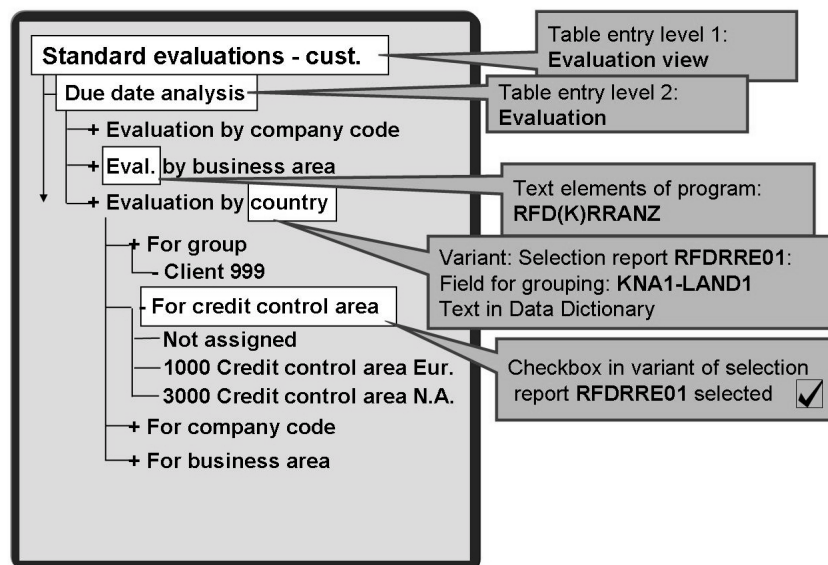 Standard evaluations - cust.
Due date analysis
+ Evaluation by company code
+ Eval. by business area
+ Evaluation by country
+ For group
- Client 999
- For credit control area
Not assigned
1000 Credit control area Eur.
3000 Credit control area N.A.
+ For company code
+ For business area
Table entry level 1:
Evaluation view
Table entry level 2:
Evaluation
Text elements of program:
RFD(K)RRANZ
Variant: Selection report RFDRRE01:
Field for grouping: KNA1-LAND1
Text in Data Dictionary
Checkbox in variant of selection
report RFDRRE01 selected